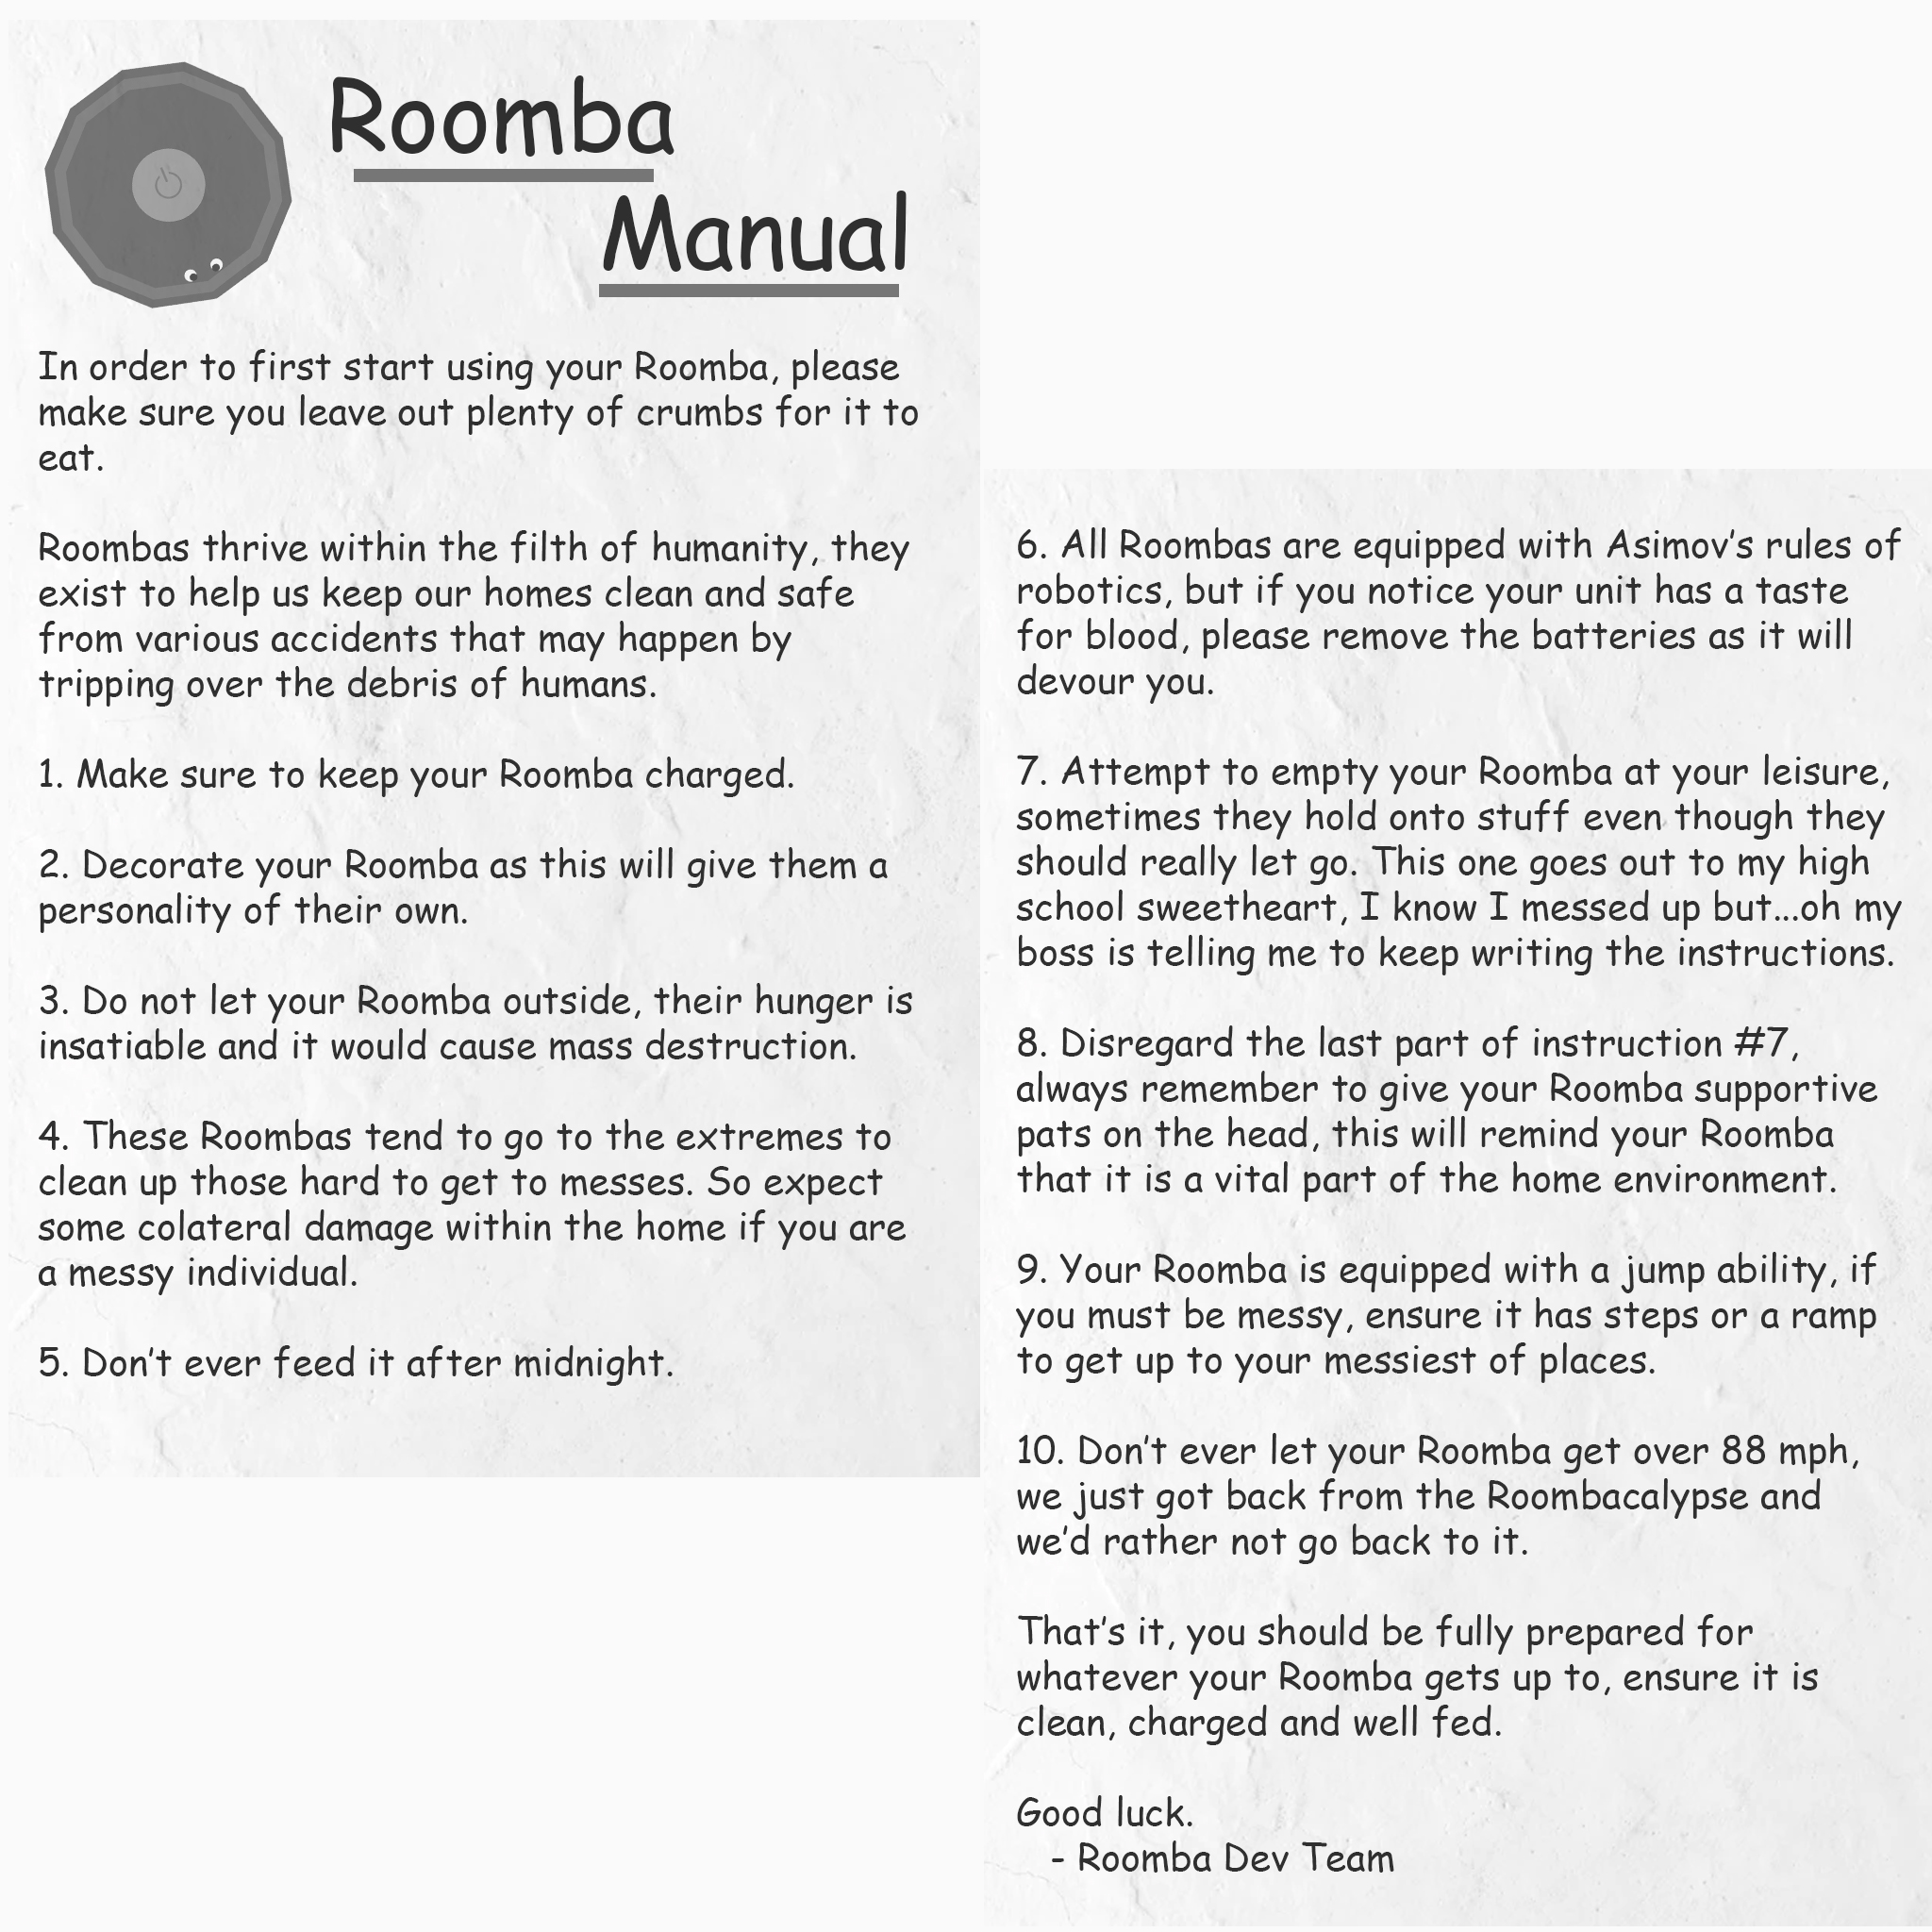 Roomba
Manual
In order to first start using your Roomba, please
make sure you leave out plenty of crumbs for it to
eat.
Roombas thrive within the filth of humanity, they
exist to help us keep our homes clean and safe
from various accidents that may happen by
tripping over the debris of humans.
1. Make sure to keep your Roomba charged.
2. Decorate your Roomba as this will give them a
personality of their own.
3. Do not let your Roomba outside, their hunger is
insatiable and it would cause mass destruction.
4. These Roombas tend to go to the extremes to
clean up those hard to get to messes. So expect
some colateral damage within the home if you are
a messy individual.
5. Don't ever feed it after midnight.
6. All Roombas are equipped with Asimov's rules of
robotics, but if you notice your unit has a taste
for blood, please remove the batteries as it will
devour you.
7. Attempt to empty your Roomba at your leisure,
sometimes they hold onto stuff even though they
should really let go. This one goes out to my high
school sweetheart, I know I messed up but...oh my
boss is telling me to keep writing the instructions.
8. Disregard the last part of instruction #7,
always remember to give your Roomba supportive
pats on the head, this will remind your Roomba
that it is a vital part of the home environment.
9. Your Roomba is equipped with a jump ability, if
you must be messy, ensure it has steps or a ramp
to get up to your messiest of places.
10. Don't ever let your Roomba get over 88 mph,
we just got back from the Roombacalypse and
we'd rather not go back to it.
That's it, you should be fully prepared for
whatever your Roomba gets up to, ensure it is
clean, charged and well fed.
Good luck.
- Roomba Dev Team